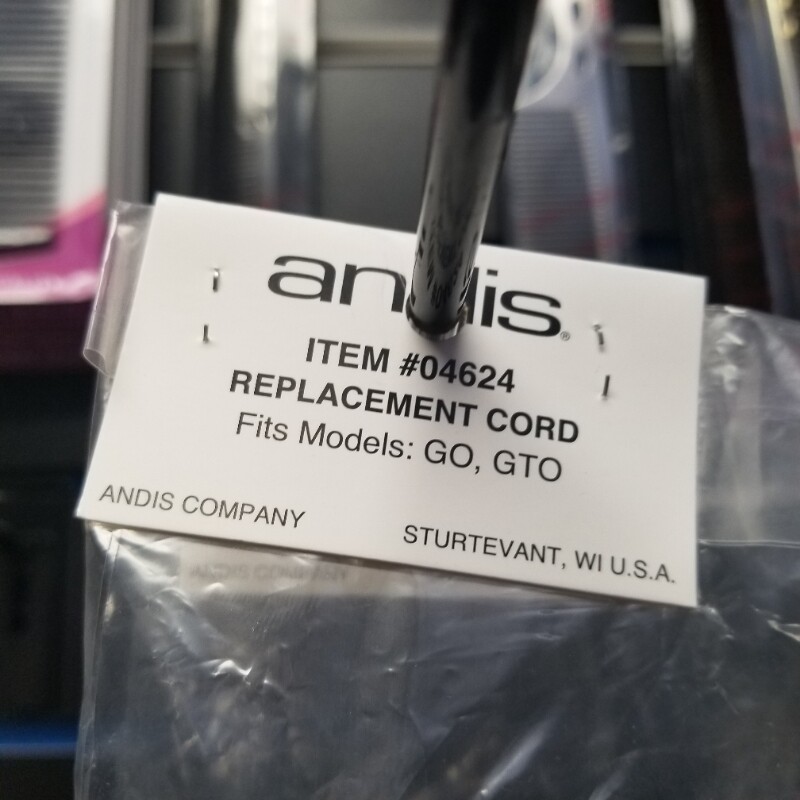 andis®
ITEM #04624
REPLACEMENT CORD
Fits Models: GO, GTO
ANDIS COMPANY
STURTEVANT, WI U.S.A.